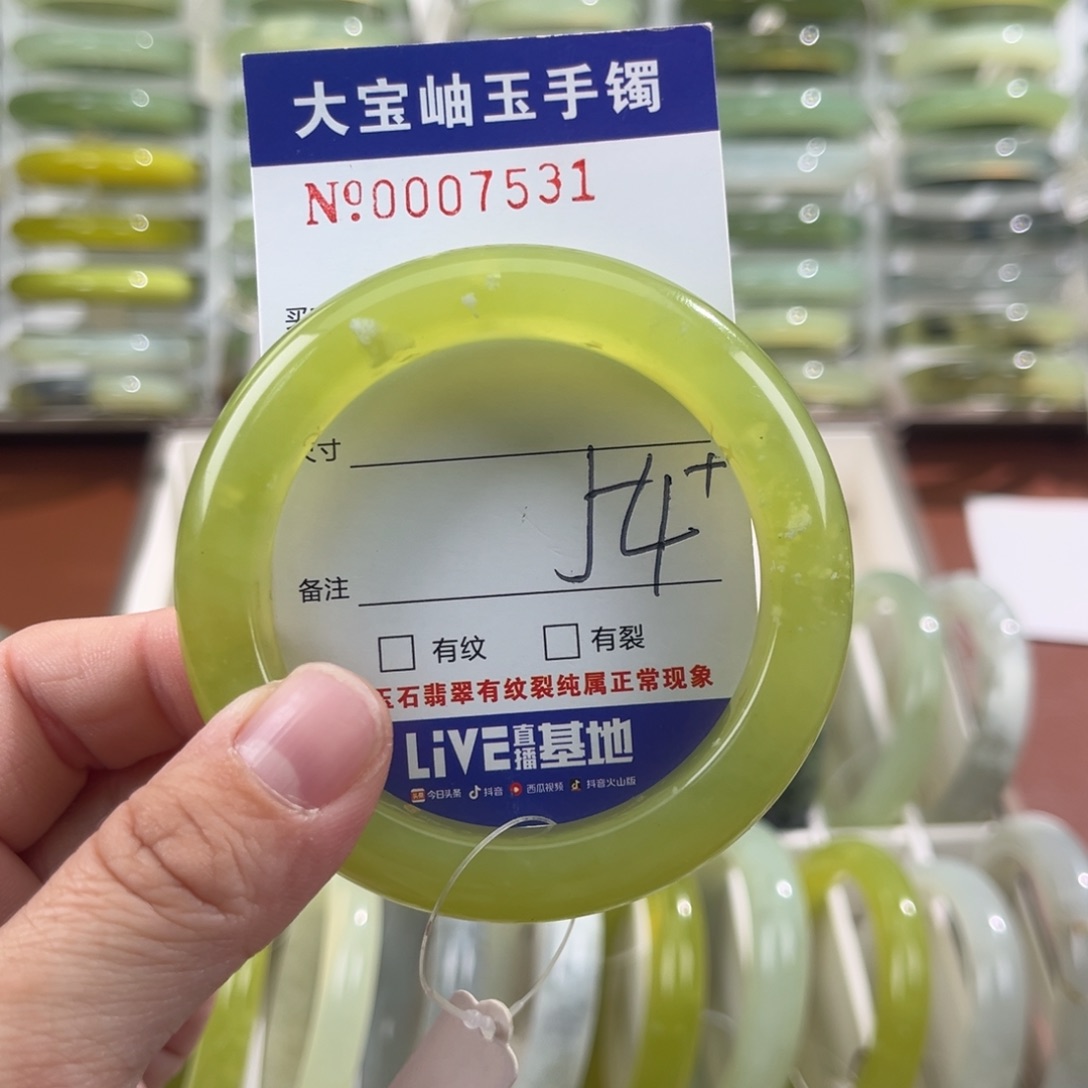 大宝岫玉手镯
Nº0007531
买
寸
54+
备注
□ 有纹 □ 有裂
玉石翡翠有纹裂纯属正常现象
LiVE直播基地
今日头条 抖音 西瓜视频 抖音火山版